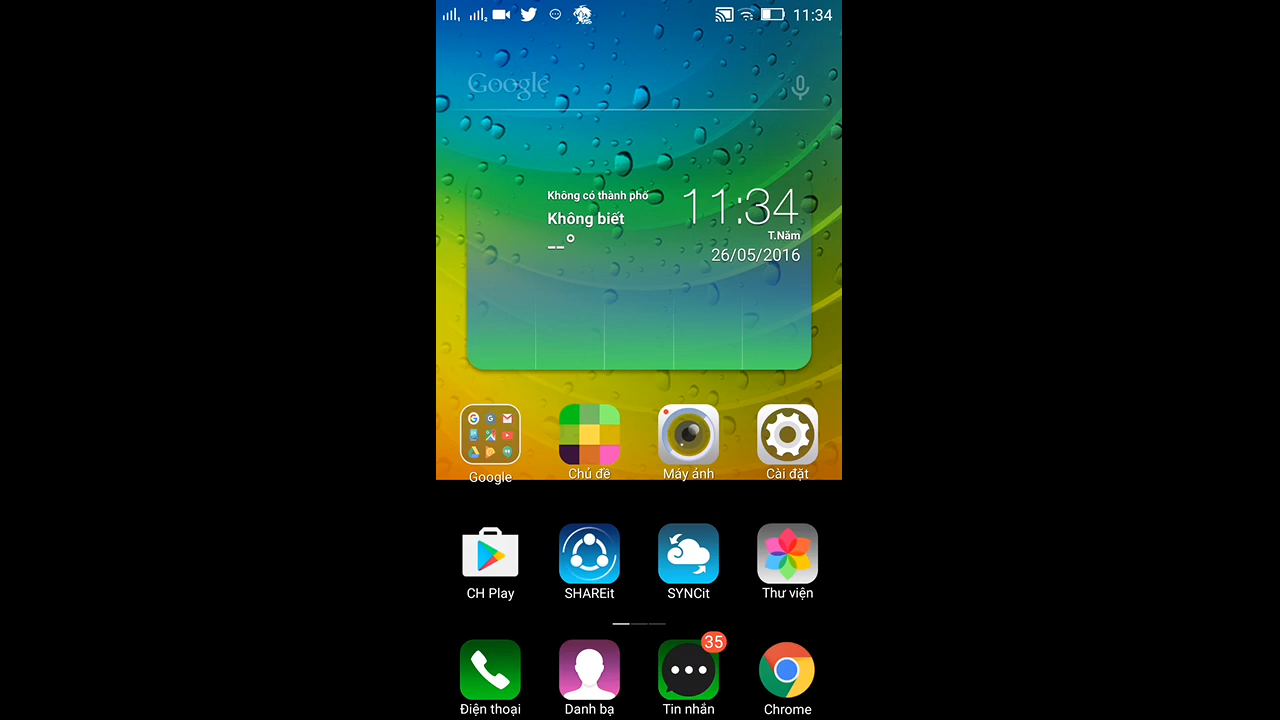 11:34
Google
Không có thành phố
Không biết
__°
11:34
T.Năm
26/05/2016
Google
Chủ đề
Máy ảnh
Cài đặt
CH Play
SHAREit
SYNCit
Thư viện
35
Điện thoại
Danh bạ
Tin nhắn
Chrome